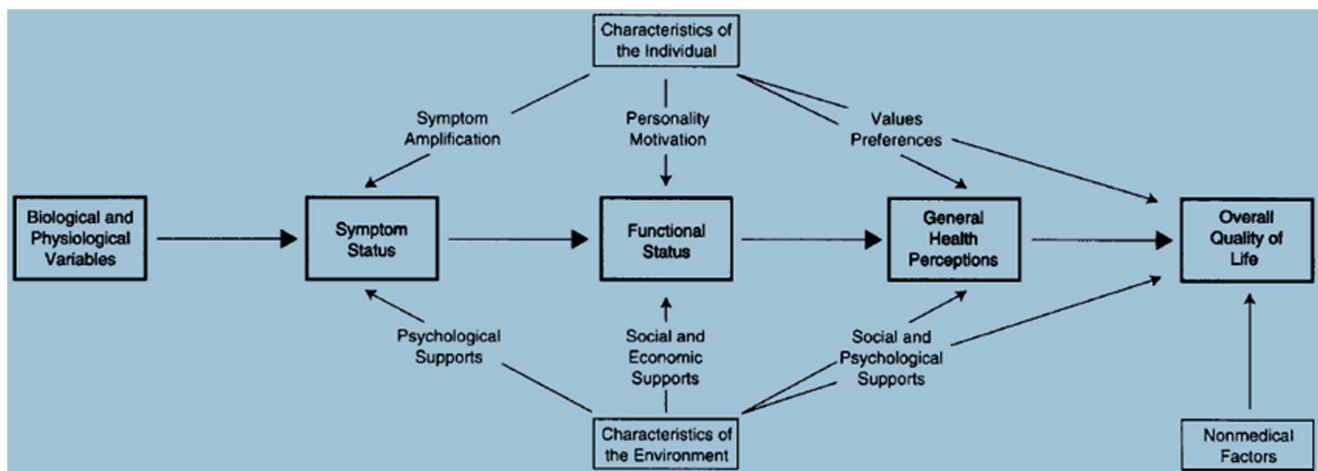 Characteristics of
the Individual
Symptom
Amplification
Personality
Motivation
Values
Preferences
Biological and
Physiological
Variables
Symptom
Status
Functional
Status
General
Health
Perceptions
Overall
Quality of
Life
Psychological
Supports
Social and
Economic
Supports
Social and
Psychological
Supports
Characteristics of
the Environment
Nonmedical
Factors